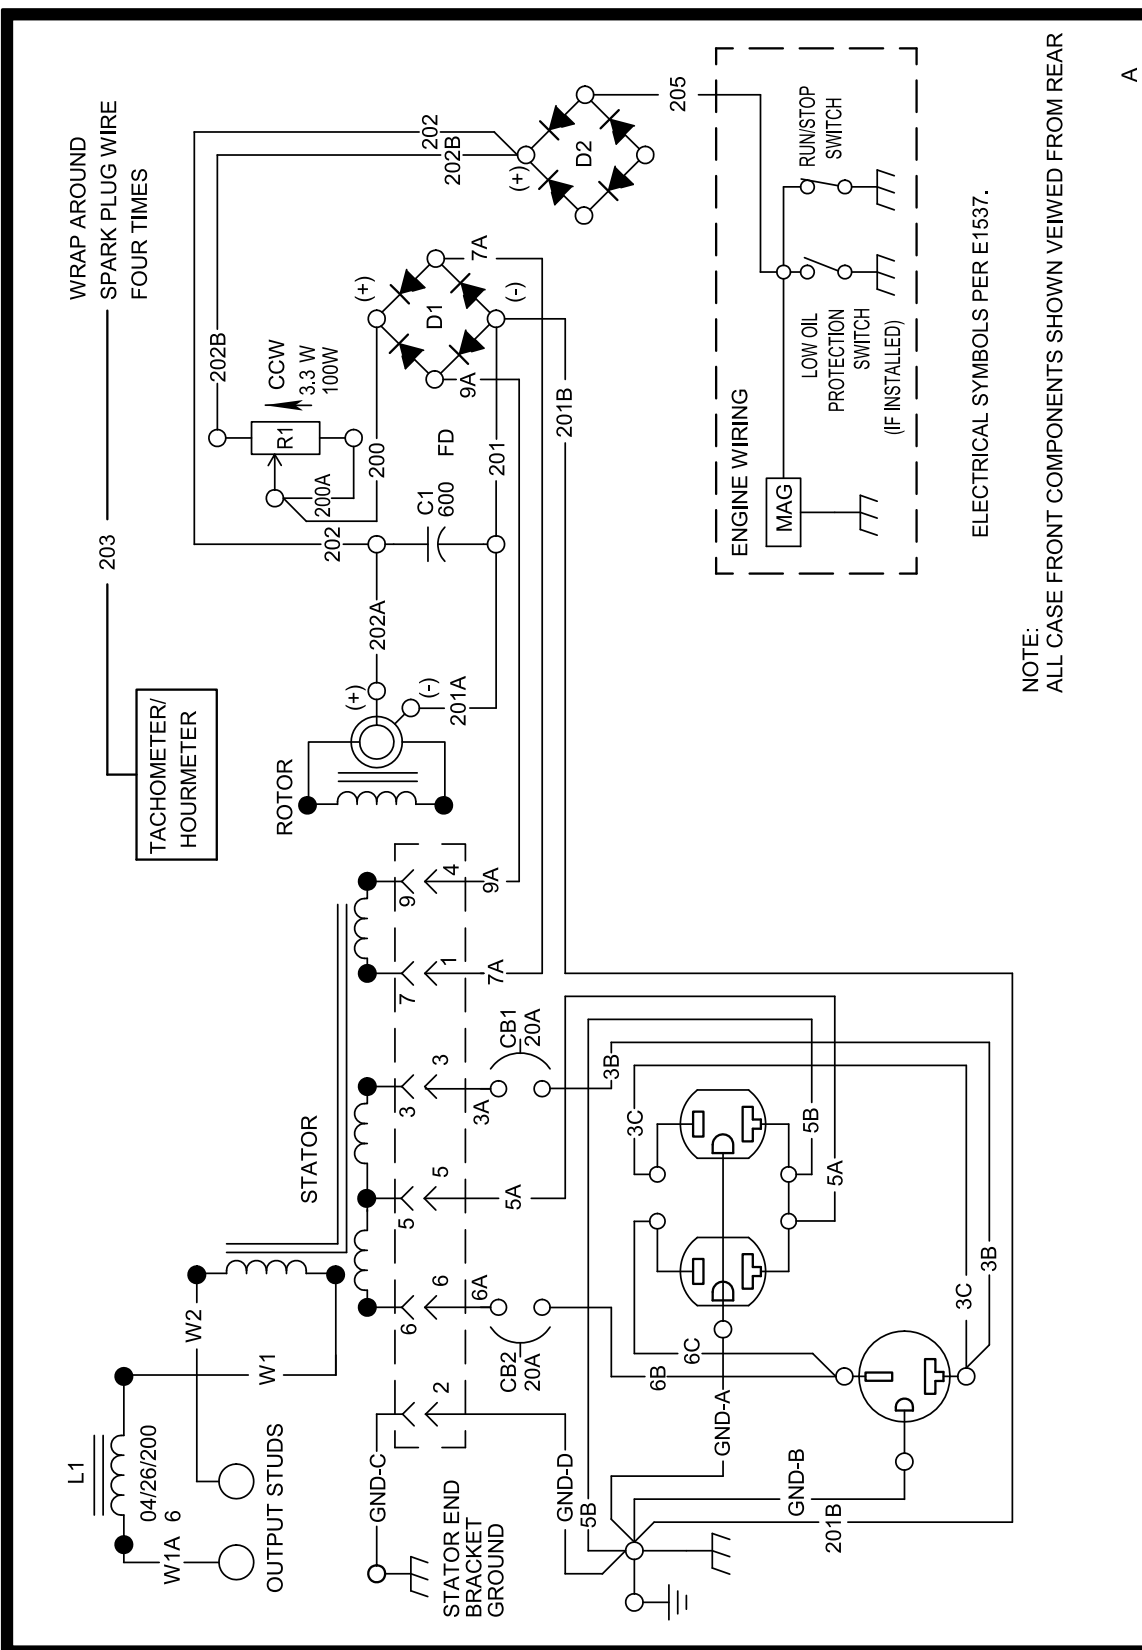 L1
04/26/200
6
W1A
W2
W1
OUTPUT STUDS
TACHOMETER/
HOURMETER
203
WRAP AROUND
SPARK PLUG WIRE
FOUR TIMES
STATOR
ROTOR
(+)
(-)
202A
201A
202
200A
R1
CCW
3.3 W
100W
202B
202
202B
200
C1
600 FD
201
(+)
D1
(-)
7A
9A
201B
(+)
D2
205
GND-C
STATOR END
BRACKET
GROUND
6
5
3
7
9
2
6
5
3
1
4
6A
5A
3A
7A
9A
CB2
20A
CB1
20A
GND-D
5B
6B
6C
GND-A
3B
3C
5B
5A
GND-B
201B
3C
3B
ENGINE WIRING
MAG
LOW OIL
PROTECTION
SWITCH
(IF INSTALLED)
RUN/STOP
SWITCH
ELECTRICAL SYMBOLS PER E1537.
NOTE:
ALL CASE FRONT COMPONENTS SHOWN VEIWED FROM REAR
A